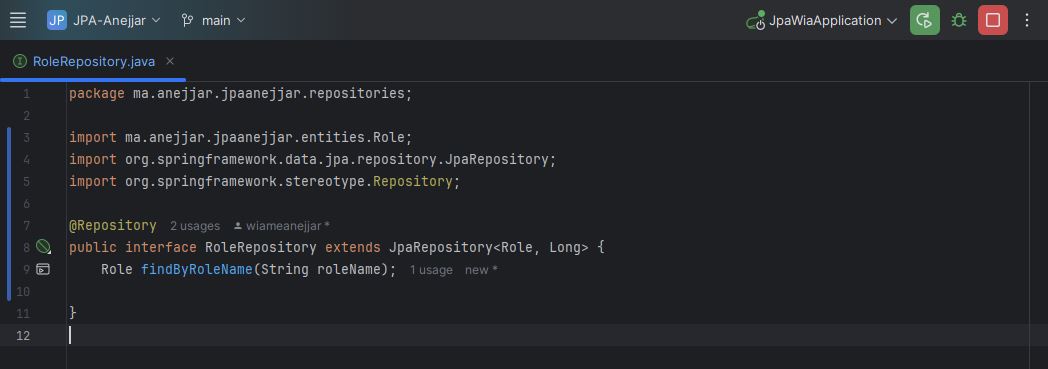 JP JPA-Anejjar main JpaWiaApplication
RoleRepository.java
1 package ma.anejjar.jpaanejjar.repositories;
2
3 import ma.anejjar.jpaanejjar.entities.Role;
4 import org.springframework.data.jpa.repository.JpaRepository;
5 import org.springframework.stereotype.Repository;
6
7 @Repository 2 usages wiameanejjar *
8 public interface RoleRepository extends JpaRepository<Role, Long> {
9 Role findByRoleName(String roleName); 1 usage new *
10
11 }
12